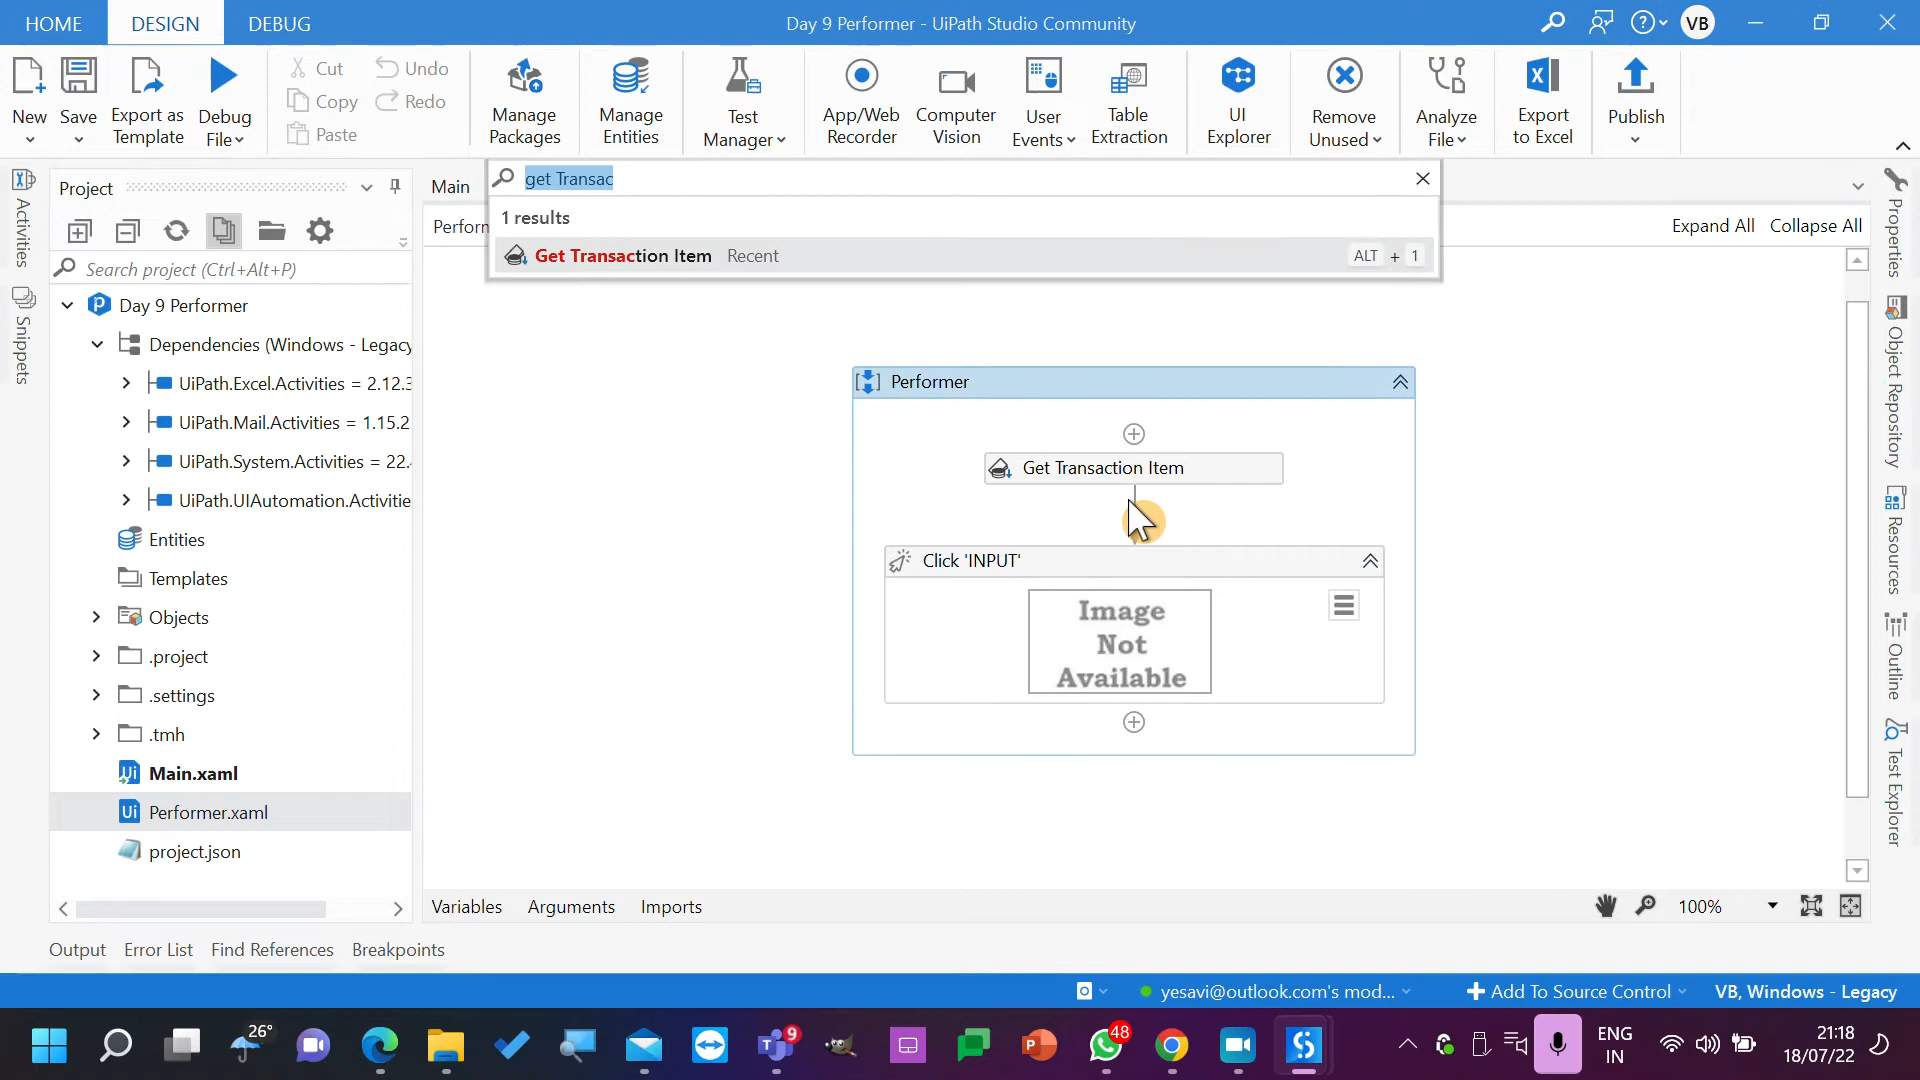 HOME
DESIGN
DEBUG
Day 9 Performer - UiPath Studio Community
VB
New
Save
Export as
Template
Debug
File
Cut
Copy
Paste
Undo
Redo
Manage
Packages
Manage
Entities
Test
Manager
App/Web
Recorder
Computer
Vision
User
Events
Table
Extraction
UI
Explorer
Remove
Unused
Analyze
File
Export
to Excel
Publish
Activities
Snippets
Project
Search project (Ctrl+Alt+P)
Day 9 Performer
Dependencies (Windows - Legacy
UiPath.Excel.Activities = 2.12.3
UiPath.Mail.Activities = 1.15.2
UiPath.System.Activities = 22.
UiPath.UIAutomation.Activitie
Entities
Templates
Objects
.project
.settings
.tmh
Main.xaml
Performer.xaml
project.json
Main
get Transac
1 results
Get Transaction Item Recent
ALT + 1
Perform
Expand All
Collapse All
Performer
Get Transaction Item
Click 'INPUT'
Image
Not
Available
Properties
Object Repository
Resources
Outline
Test Explorer
Variables
Arguments
Imports
100%
Output
Error List
Find References
Breakpoints
yesavi@outlook.com's mod...
Add To Source Control
VB, Windows - Legacy
26°
9
48
ENG
IN
21:18
18/07/22